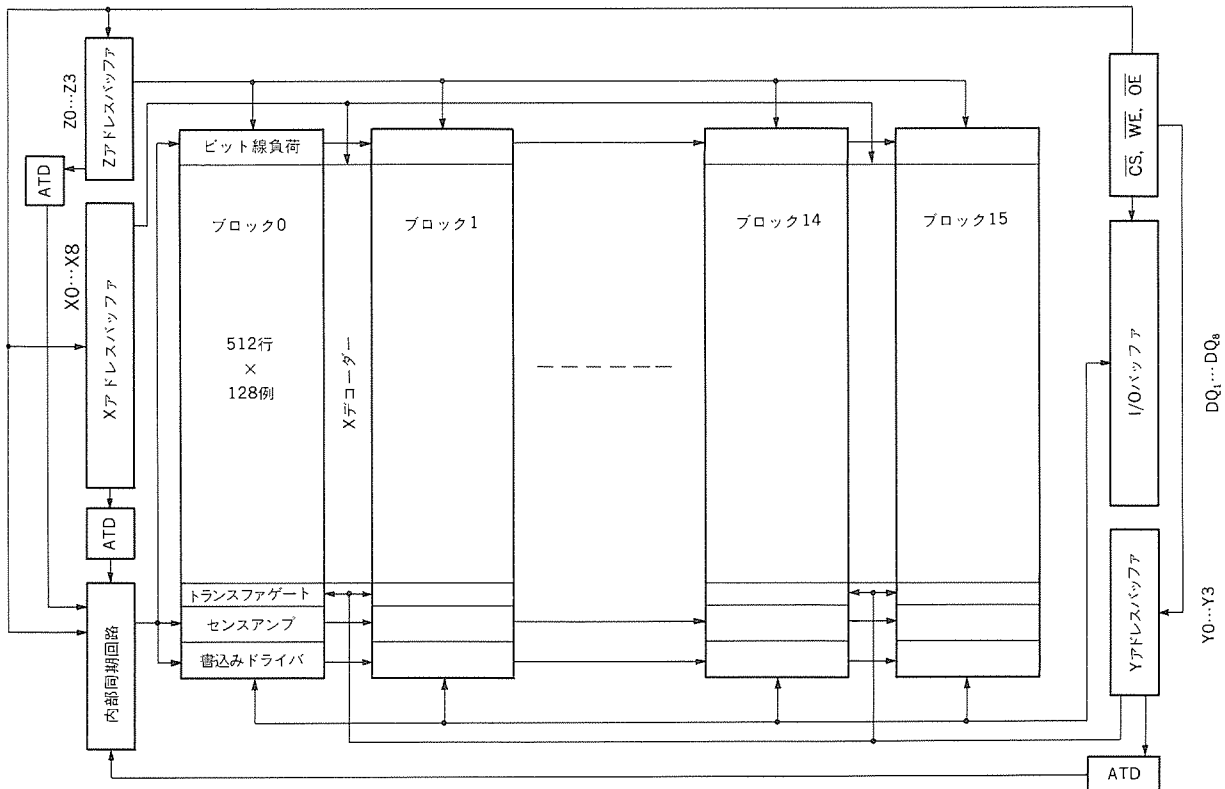 Z0…Z3
Zアドレスバッファ
ATD
X0…X8
Xアドレスバッファ
ATD
内部同期回路
ビット線負荷
ブロック0
512行
×
128例
トランスファゲート
センスアンプ
書込みドライバ
Xデコーダー
ブロック1
ブロック14
ブロック15
CS, WE, OE
I/Oバッファ
DQ₁…DQ₈
Yアドレスバッファ
Y0…Y3
ATD